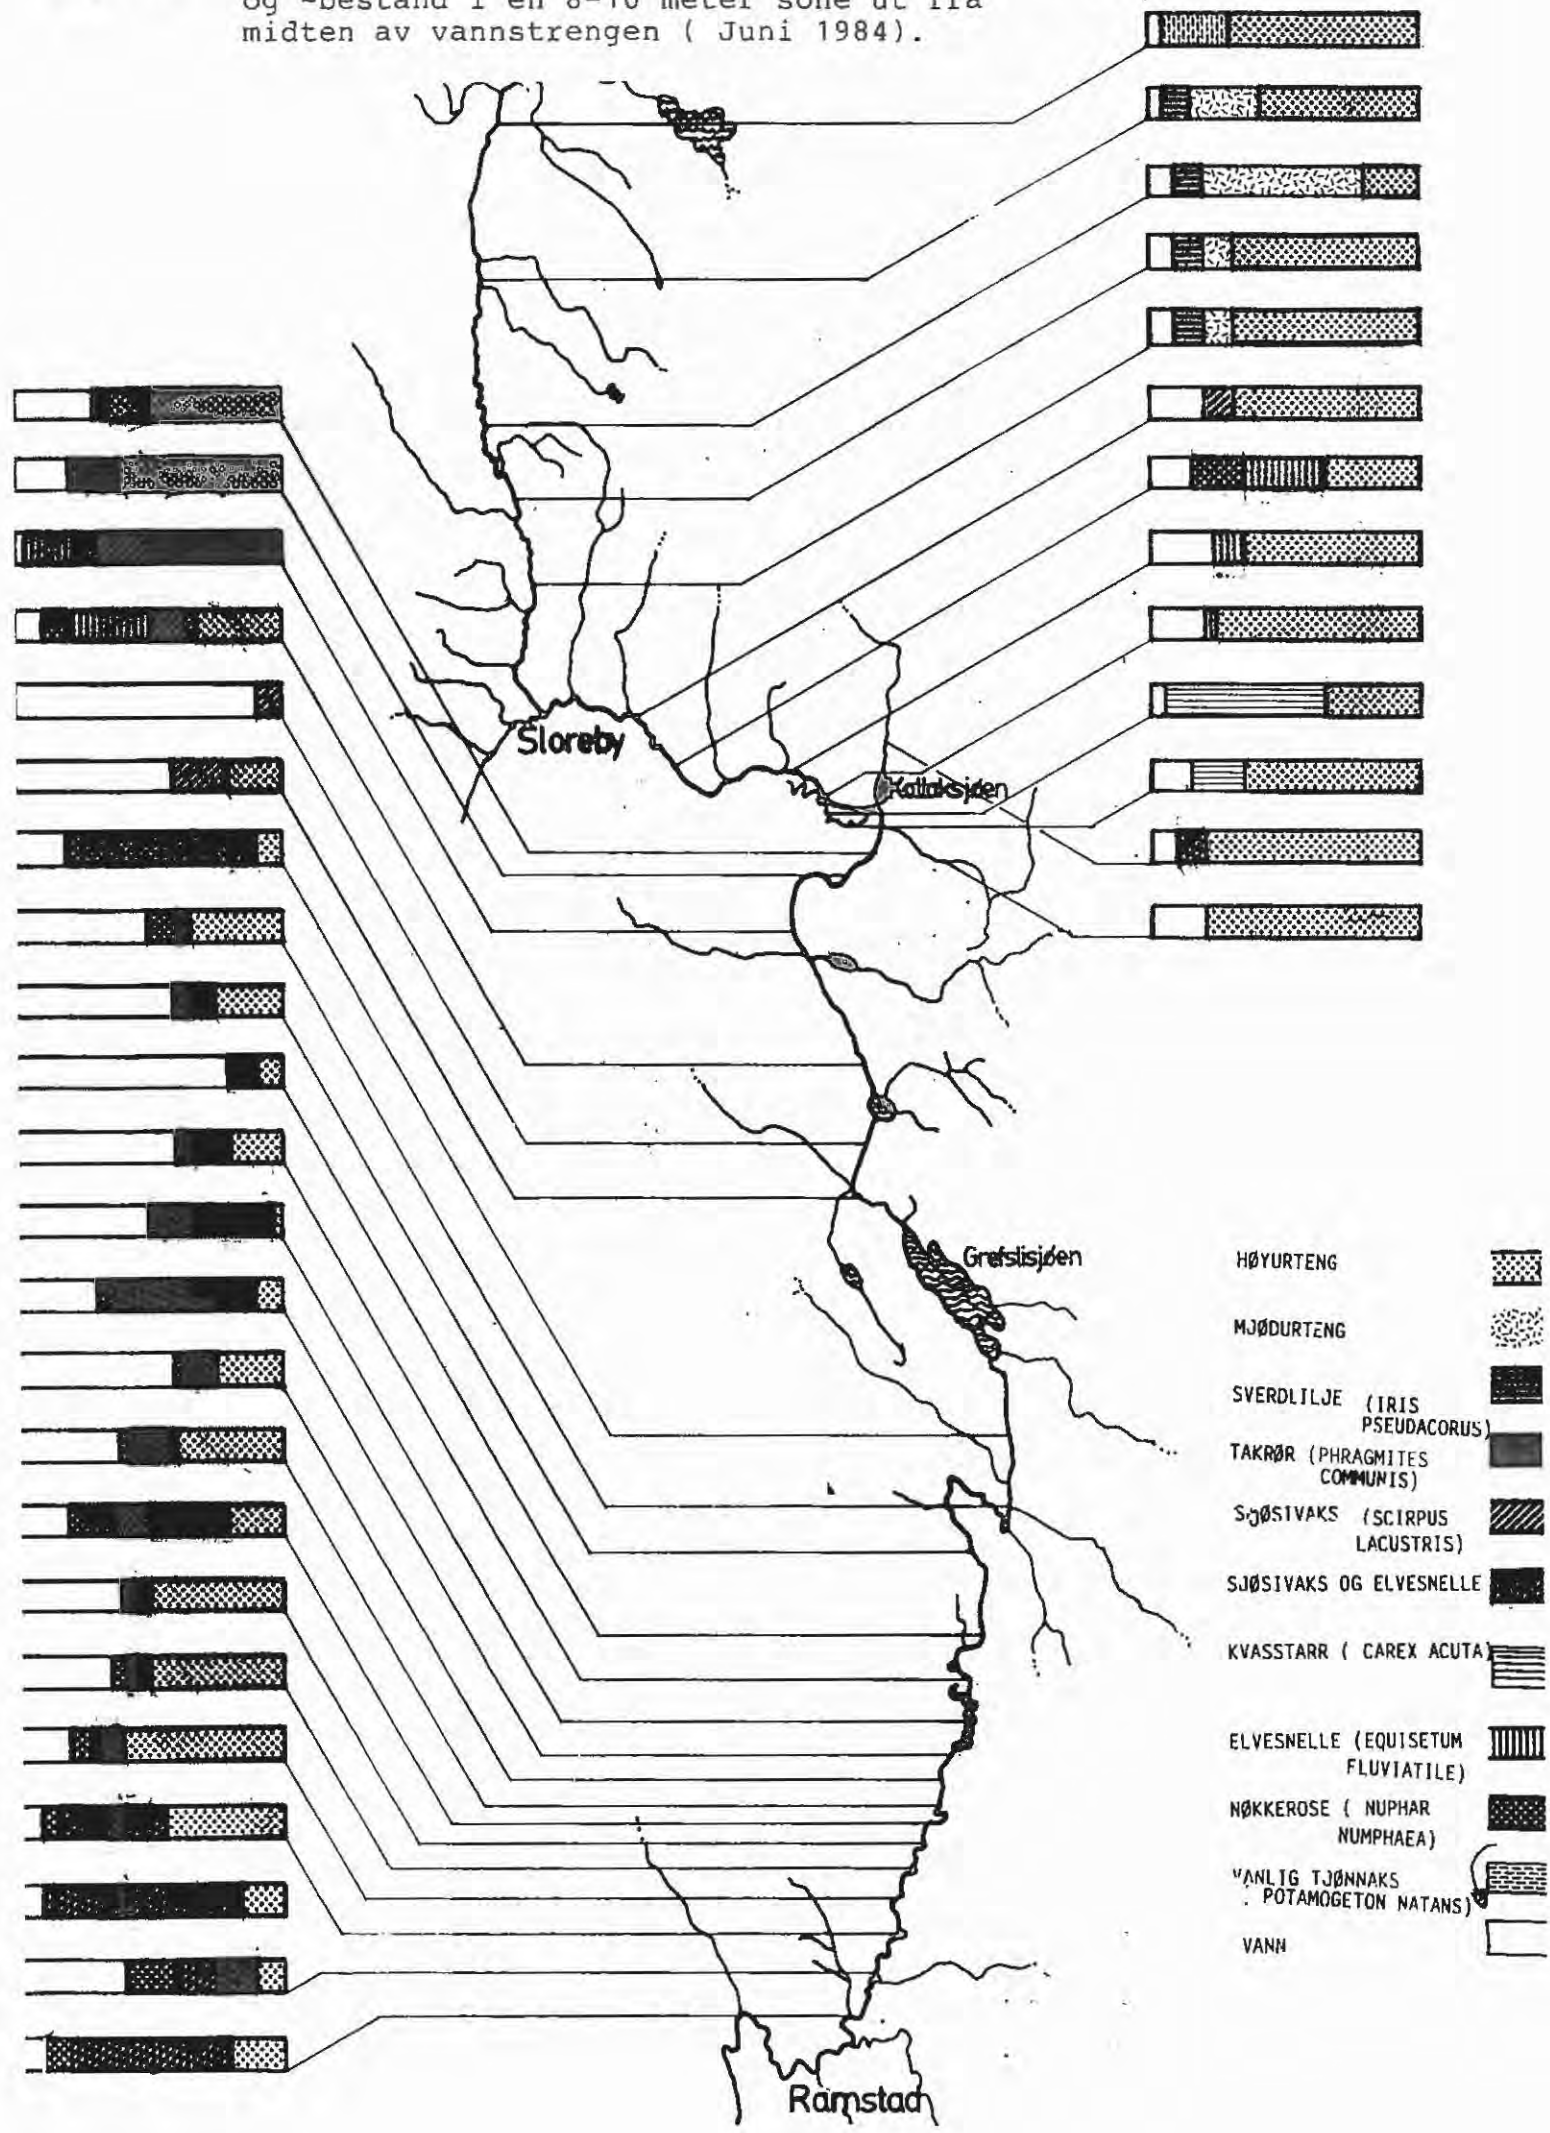 og -bestand i en 8-10 meter sone ut fra
midten av vannstrengen ( Juni 1984).
Sloreby
Kollaksjøen
Grefslisjøen
HØYURTENG
MJØDURTENG
SVERDLILJE (IRIS
PSEUDACORUS)
TAKRØR (PHRAGMITES
COMMUNIS)
SJØSIVAKS (SCIRPUS
LACUSTRIS)
SJØSIVAKS OG ELVESNELLE
KVASSTARR ( CAREX ACUTA)
ELVESNELLE (EQUISETUM
FLUVIATILE)
NØKKEROSE ( NUPHAR
NUMPHAEA)
VANLIG TJØNNAKS
POTAMOGETON NATANS)
VANN
Ramstad